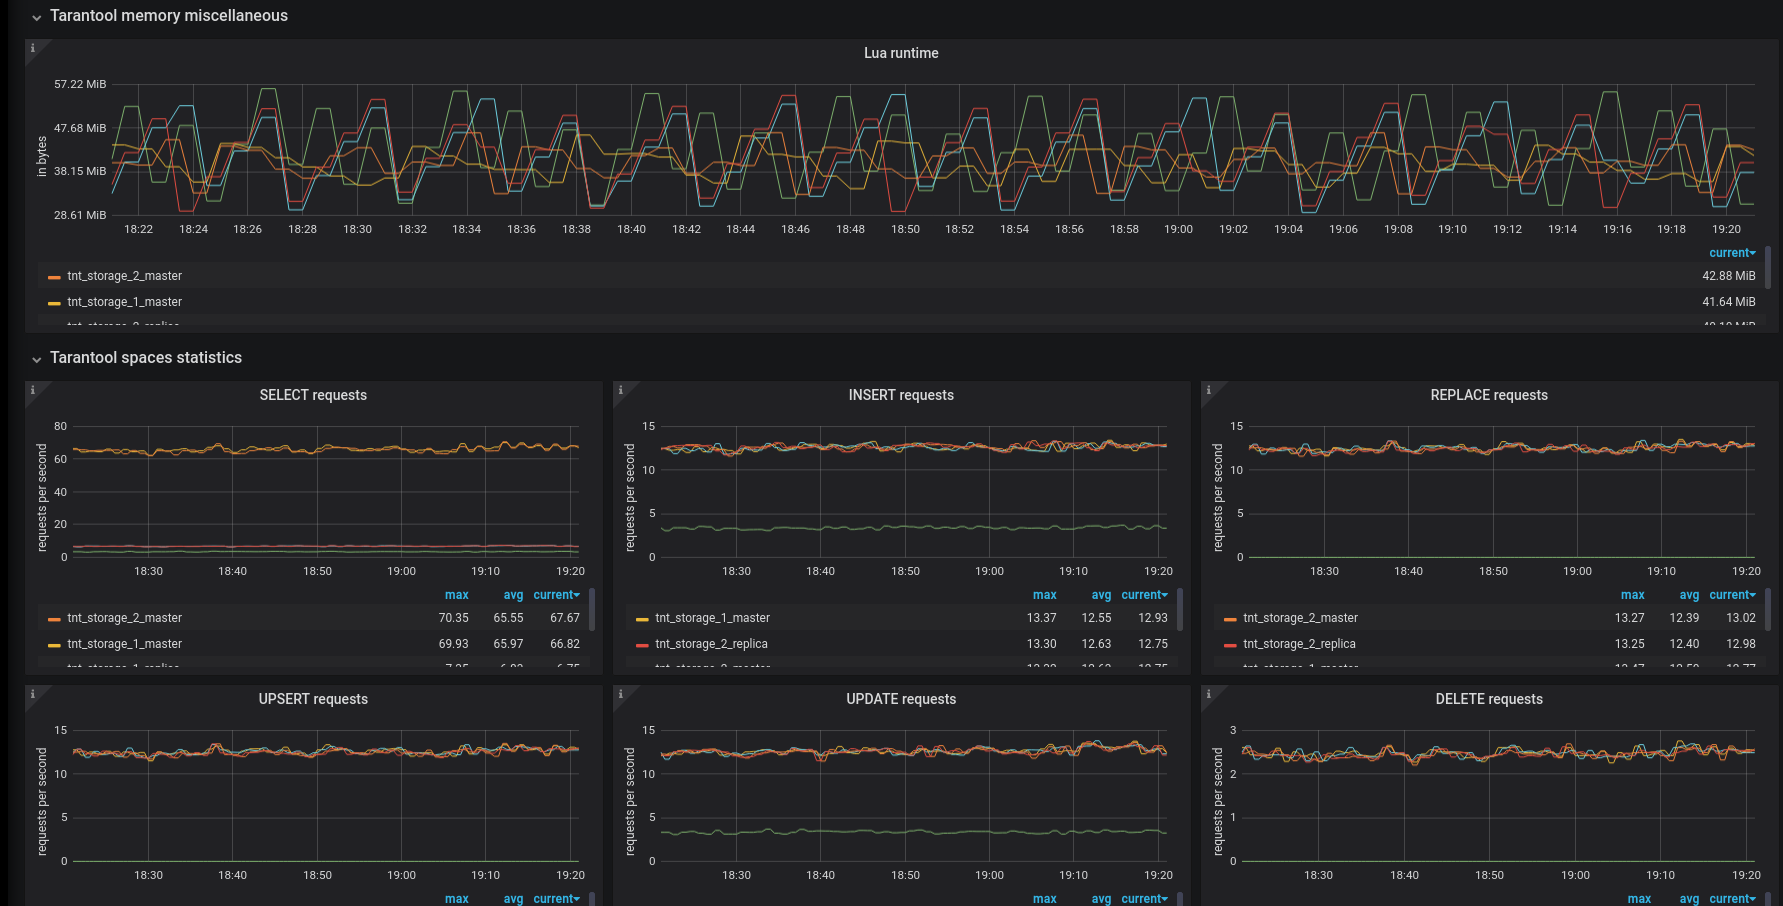 Tarantool memory miscellaneous
i
Lua runtime
in bytes
57.22 MiB
47.68 MiB
38.15 MiB
28.61 MiB
18:22 18:24 18:26 18:28 18:30 18:32 18:34 18:36 18:38 18:40 18:42 18:44 18:46 18:48 18:50 18:52 18:54 18:56 18:58 19:00 19:02 19:04 19:06 19:08 19:10 19:12 19:14 19:16 19:18 19:20
current
tnt_storage_2_master 42.88 MiB
tnt_storage_1_master 41.64 MiB
Tarantool spaces statistics
i
SELECT requests
requests per second
80
60
40
20
0
18:30 18:40 18:50 19:00 19:10 19:20
max avg current
tnt_storage_2_master 70.35 65.55 67.67
tnt_storage_1_master 69.93 65.97 66.82
i
INSERT requests
requests per second
15
10
5
0
18:30 18:40 18:50 19:00 19:10 19:20
max avg current
tnt_storage_1_master 13.37 12.55 12.93
tnt_storage_2_replica 13.30 12.63 12.75
i
REPLACE requests
requests per second
15
10
5
0
18:30 18:40 18:50 19:00 19:10 19:20
max avg current
tnt_storage_2_master 13.27 12.39 13.02
tnt_storage_2_replica 13.25 12.40 12.98
i
UPSERT requests
requests per second
15
10
5
0
18:30 18:40 18:50 19:00 19:10 19:20
max avg current
i
UPDATE requests
requests per second
15
10
5
0
18:30 18:40 18:50 19:00 19:10 19:20
max avg current
i
DELETE requests
requests per second
3
2
1
0
18:30 18:40 18:50 19:00 19:10 19:20
max avg current